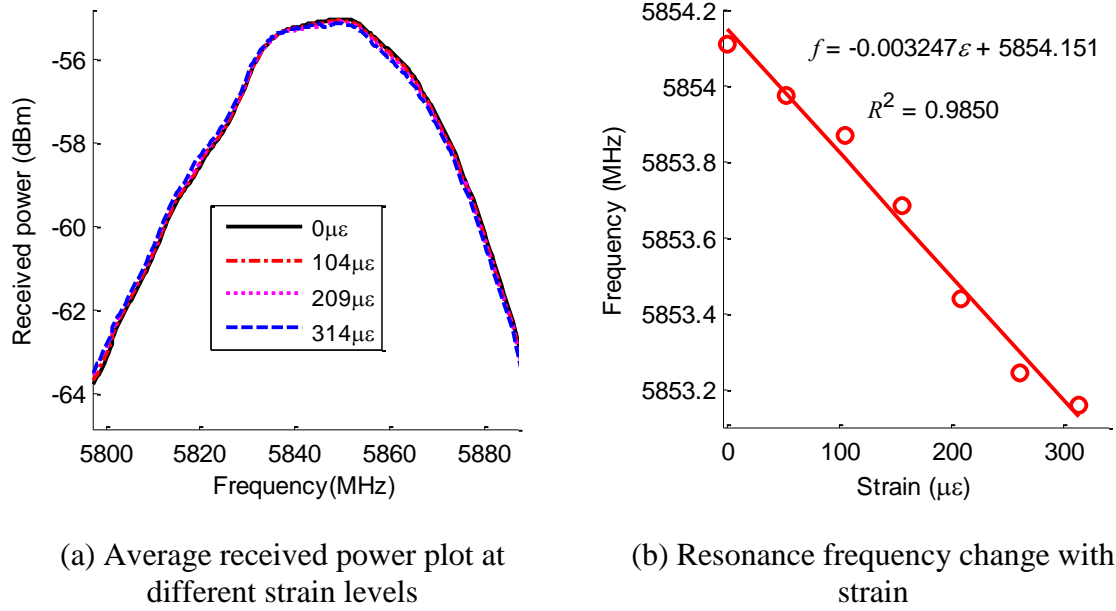 -56
-58
-60
-62
-64
Received power (dBm)
0με
104με
209με
314με
5800 5820 5840 5860 5880
Frequency(MHz)
(a) Average received power plot at
different strain levels
5854.2
5854
5853.8
5853.6
5853.4
5853.2
Frequency (MHz)
f = -0.003247ε + 5854.151
R² = 0.9850
0 100 200 300
Strain (με)
(b) Resonance frequency change with
strain